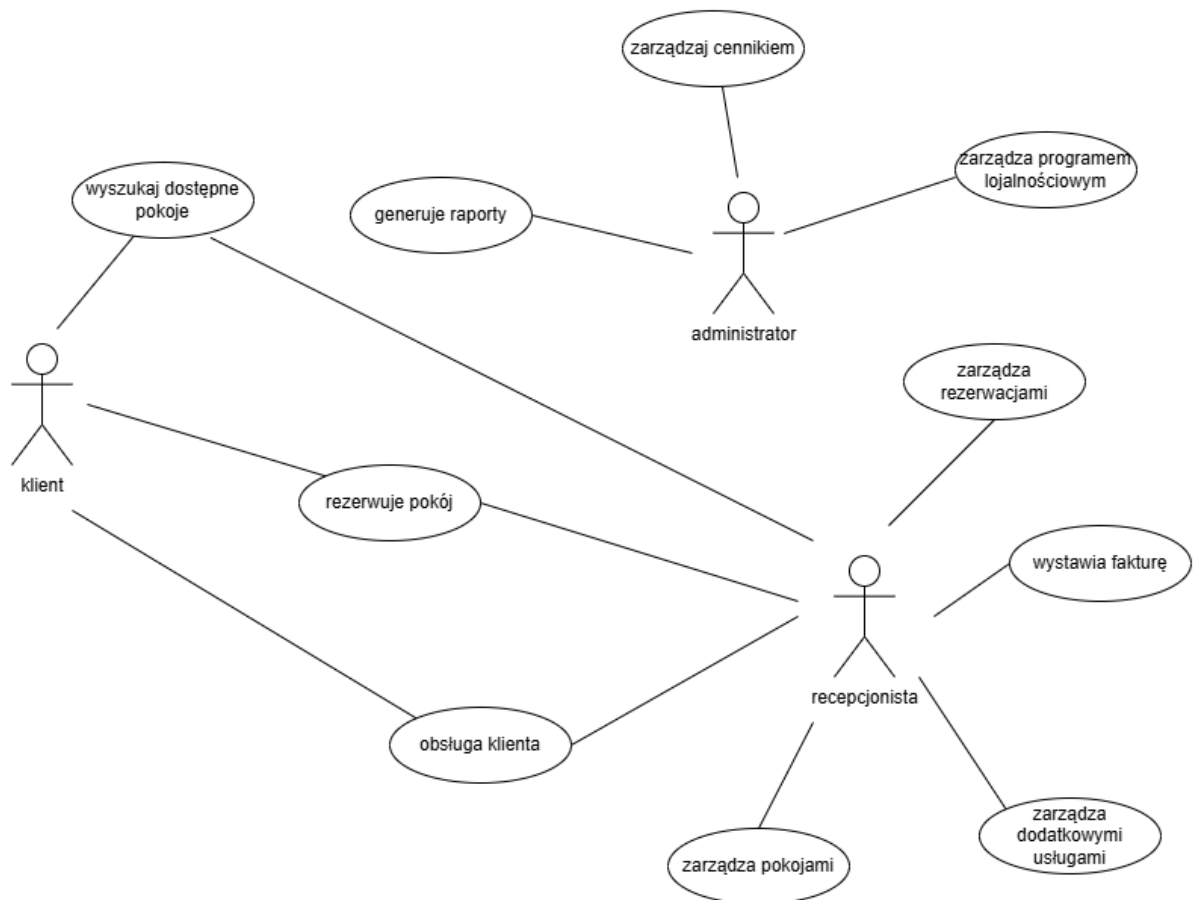 zarządzaj cennikiem
zarządza programem
lojalnościowym
wyszukaj dostępne
pokoje
generuje raporty
administrator
zarządza
rezerwacjami
klient
rezerwuje pokój
wystawia fakturę
recepcjonista
obsługa klienta
zarządza
dodatkowymi
usługami
zarządza pokojami